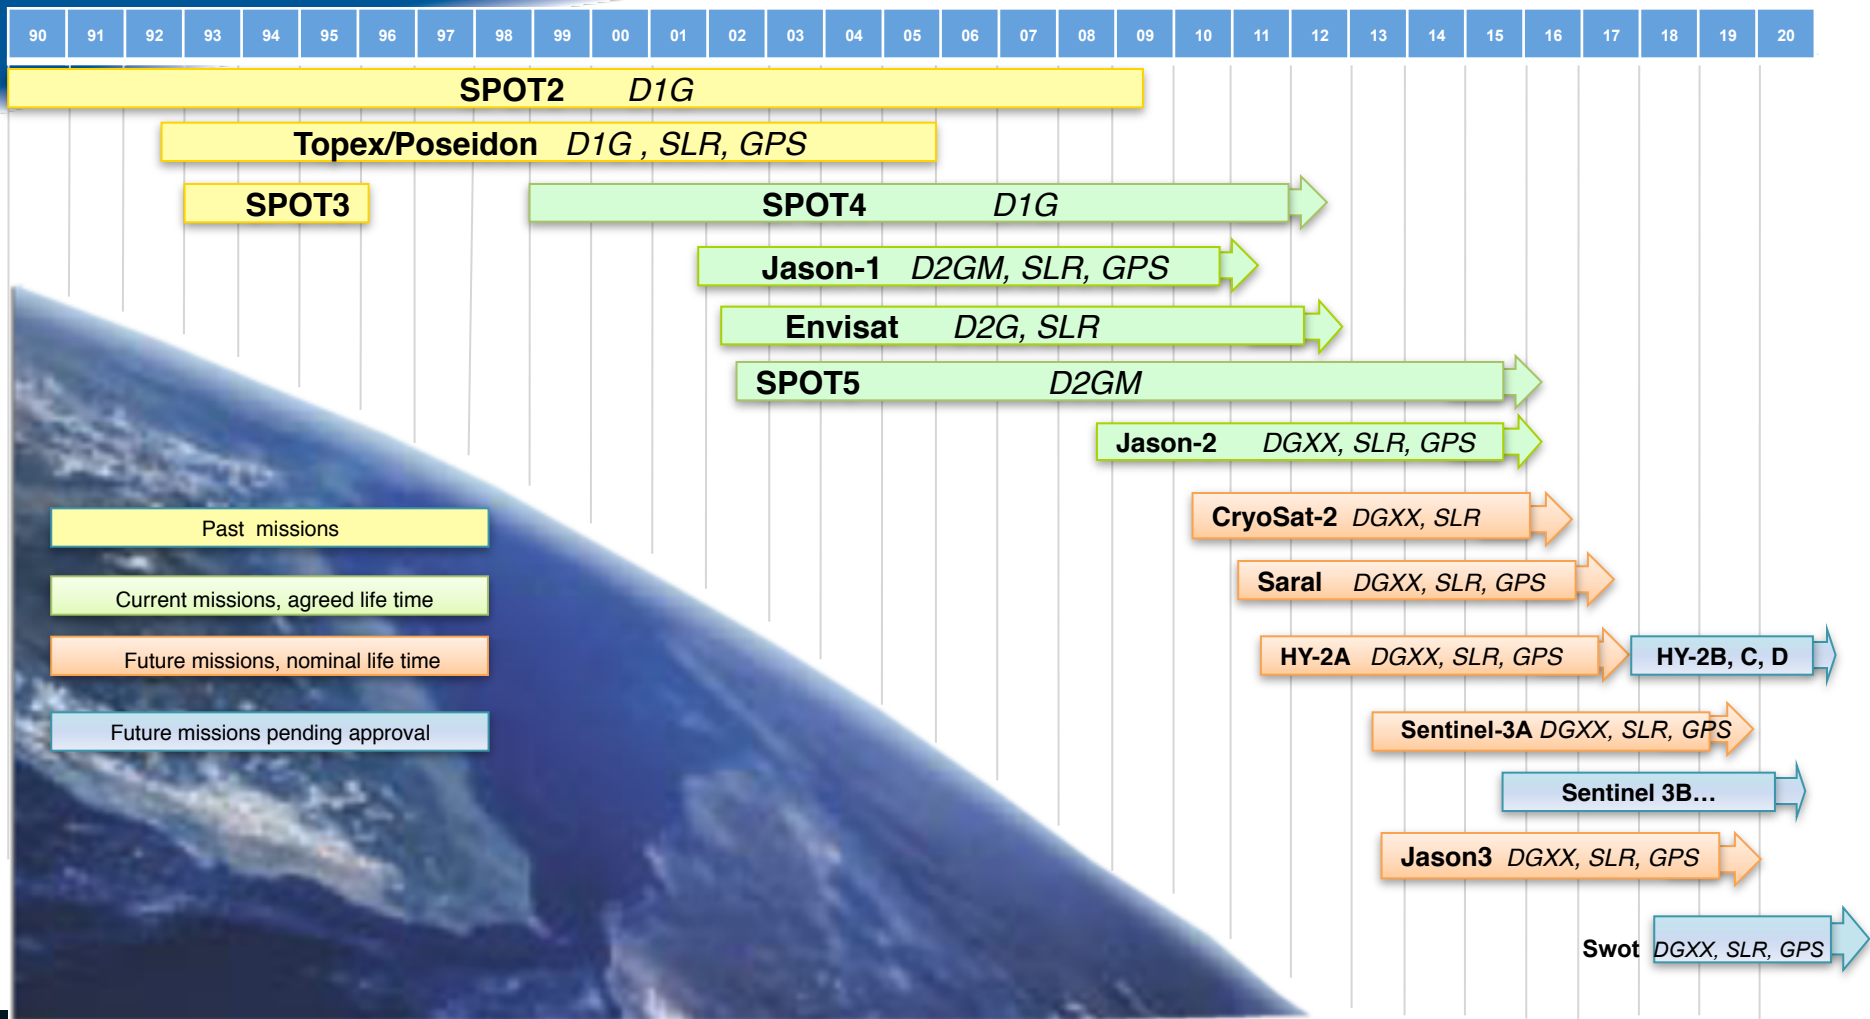 90 91 92 93 94 95 96 97 98 99 00 01 02 03 04 05 06 07 08 09 10 11 12 13 14 15 16 17 18 19 20
SPOT2 D1G
Topex/Poseidon D1G , SLR, GPS
SPOT3
SPOT4 D1G
Jason-1 D2GM, SLR, GPS
Envisat D2G, SLR
SPOT5 D2GM
Jason-2 DGXX, SLR, GPS
CryoSat-2 DGXX, SLR
Saral DGXX, SLR, GPS
HY-2A DGXX, SLR, GPS
HY-2B, C, D
Sentinel-3A DGXX, SLR, GPS
Sentinel 3B...
Jason3 DGXX, SLR, GPS
Swot DGXX, SLR, GPS
Past missions
Current missions, agreed life time
Future missions, nominal life time
Future missions pending approval